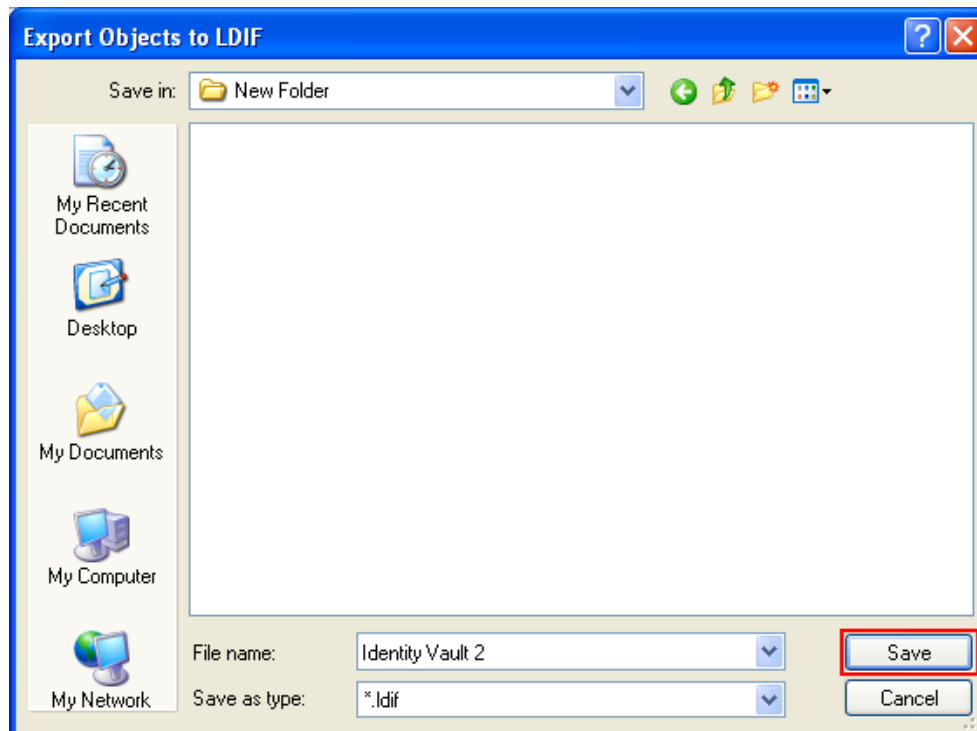 Export Objects to LDIF
Save in: New Folder
My Recent
Documents
Desktop
My Documents
My Computer
My Network
File name: Identity Vault 2 Save
Save as type: *.ldif Cancel